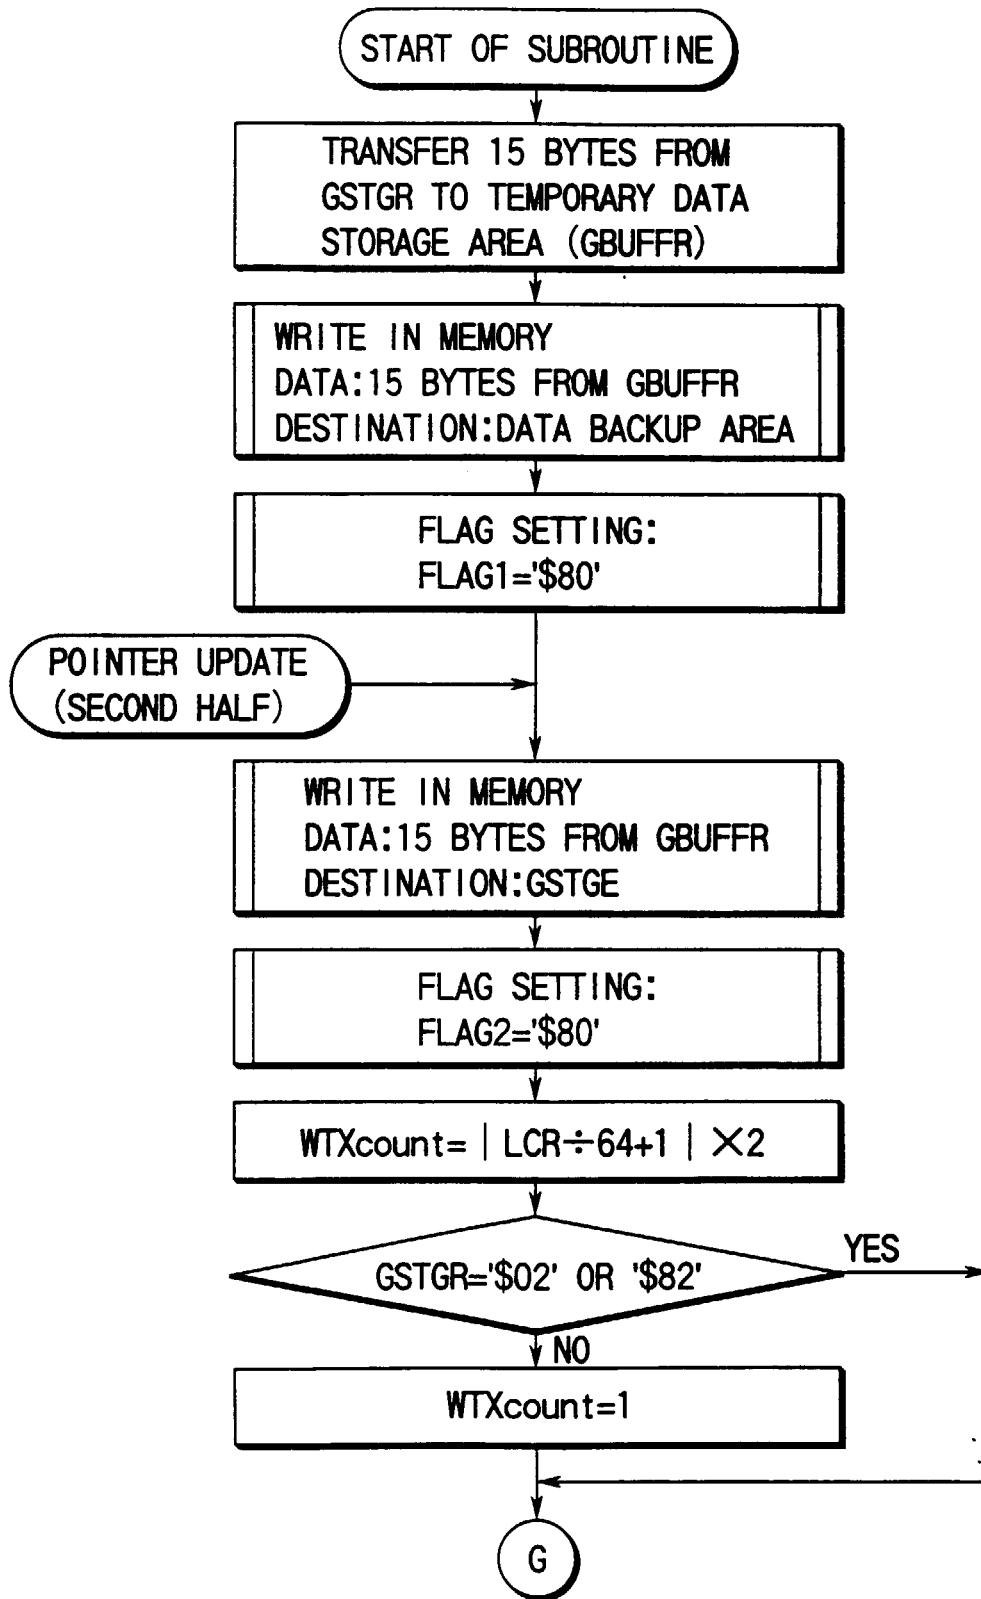 START OF SUBROUTINE
TRANSFER 15 BYTES FROM
GSTGR TO TEMPORARY DATA
STORAGE AREA (GBUFFR)
WRITE IN MEMORY
DATA:15 BYTES FROM GBUFFR
DESTINATION:DATA BACKUP AREA
FLAG SETTING:
FLAG1='$80'
POINTER UPDATE
(SECOND HALF)
WRITE IN MEMORY
DATA:15 BYTES FROM GBUFFR
DESTINATION:GSTGE
FLAG SETTING:
FLAG2='$80'
WTXcount= | LCR÷64+1 | ×2
GSTGR='$02' OR '$82'
YES
NO
WTXcount=1
G